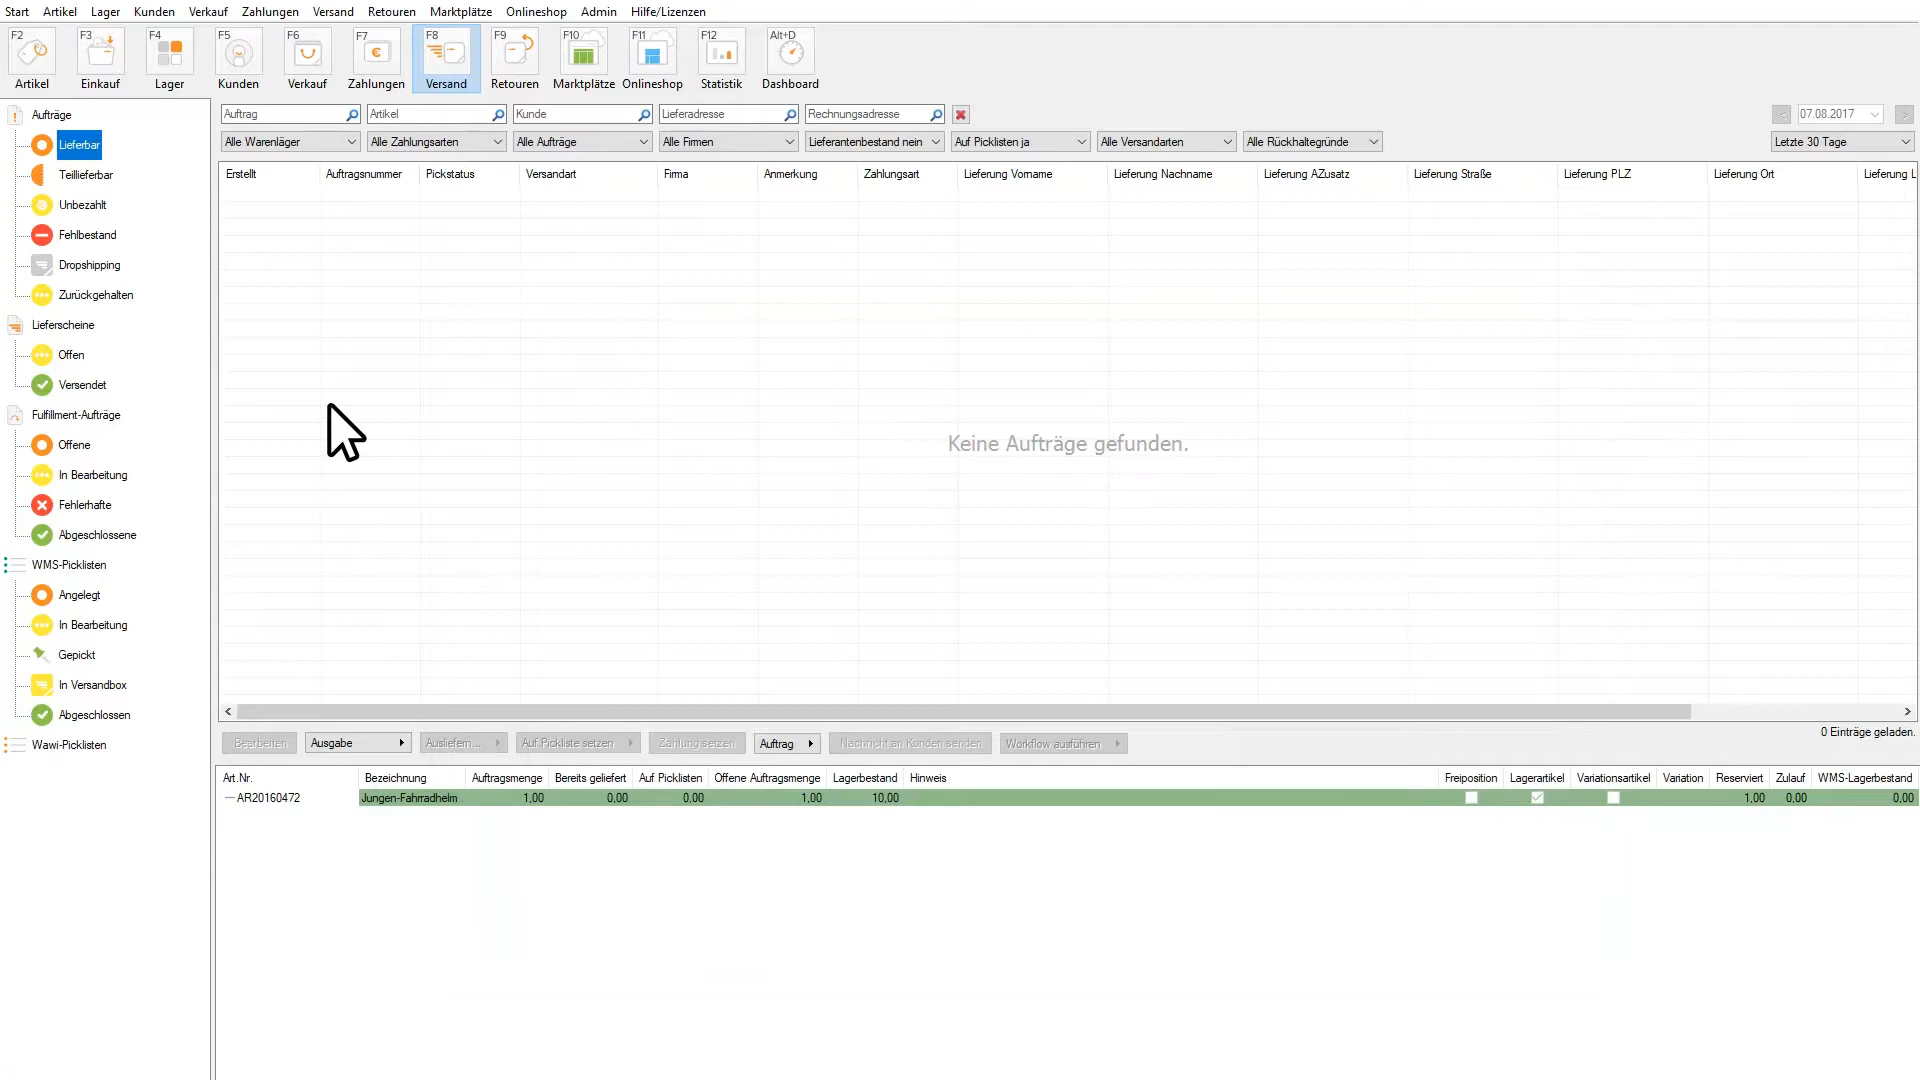 Start Artikel Lager Kunden Verkauf Zahlungen Versand Retouren Marktplätze Onlineshop Admin Hilfe/Lizenzen
F2 F3 F4 F5 F6 F7 F8 F9 F10 F11 F12 Alt+D
Artikel Einkauf Lager Kunden Verkauf Zahlungen Versand Retouren Marktplätze Onlineshop Statistik Dashboard
Aufträge
Lieferbar
Teillieferbar
Unbezahlt
Fehlbestand
Dropshipping
Zurückgehalten
Lieferscheine
Offen
Versendet
Fulfillment-Aufträge
Offene
In Bearbeitung
Fehlerhafte
Abgeschlossene
WMS-Picklisten
Angelegt
In Bearbeitung
Gepickt
In Versandbox
Abgeschlossen
Wawi-Picklisten
Auftrag Artikel Kunde Lieferadresse Rechnungsadresse 07.08.2017
Alle Warenläger Alle Zahlungsarten Alle Aufträge Alle Firmen Lieferantenbestand nein Auf Picklisten ja Alle Versandarten Alle Rückhaltegründe Letzte 30 Tage
Erstellt Auftragsnummer Pickstatus Versandart Firma Anmerkung Zahlungsart Lieferung Vorname Lieferung Nachname Lieferung AZusatz Lieferung Straße Lieferung PLZ Lieferung Ort Lieferung L
Keine Aufträge gefunden.
0 Einträge geladen.
Bearbeiten Ausgabe Ausliefern... Auf Pickliste setzen Zahlung setzen Auftrag Nachricht an Kunden senden Workflow ausführen
Art.Nr. Bezeichnung Auftragsmenge Bereits geliefert Auf Picklisten Offene Auftragsmenge Lagerbestand Hinweis Freiposition Lagerartikel Variationsartikel Variation Reserviert Zulauf WMS-Lagerbestand
AR20160472 Jungen-Fahrradhelm 1,00 0,00 0,00 1,00 10,00 1,00 0,00 0,00